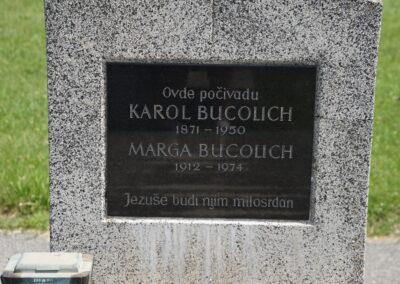 Ovde počivadu
KAROL BUCOLICH
1871 – 1950
MARGA BUCOLICH
1912 – 1974
Jezuše budi njim milosrdan